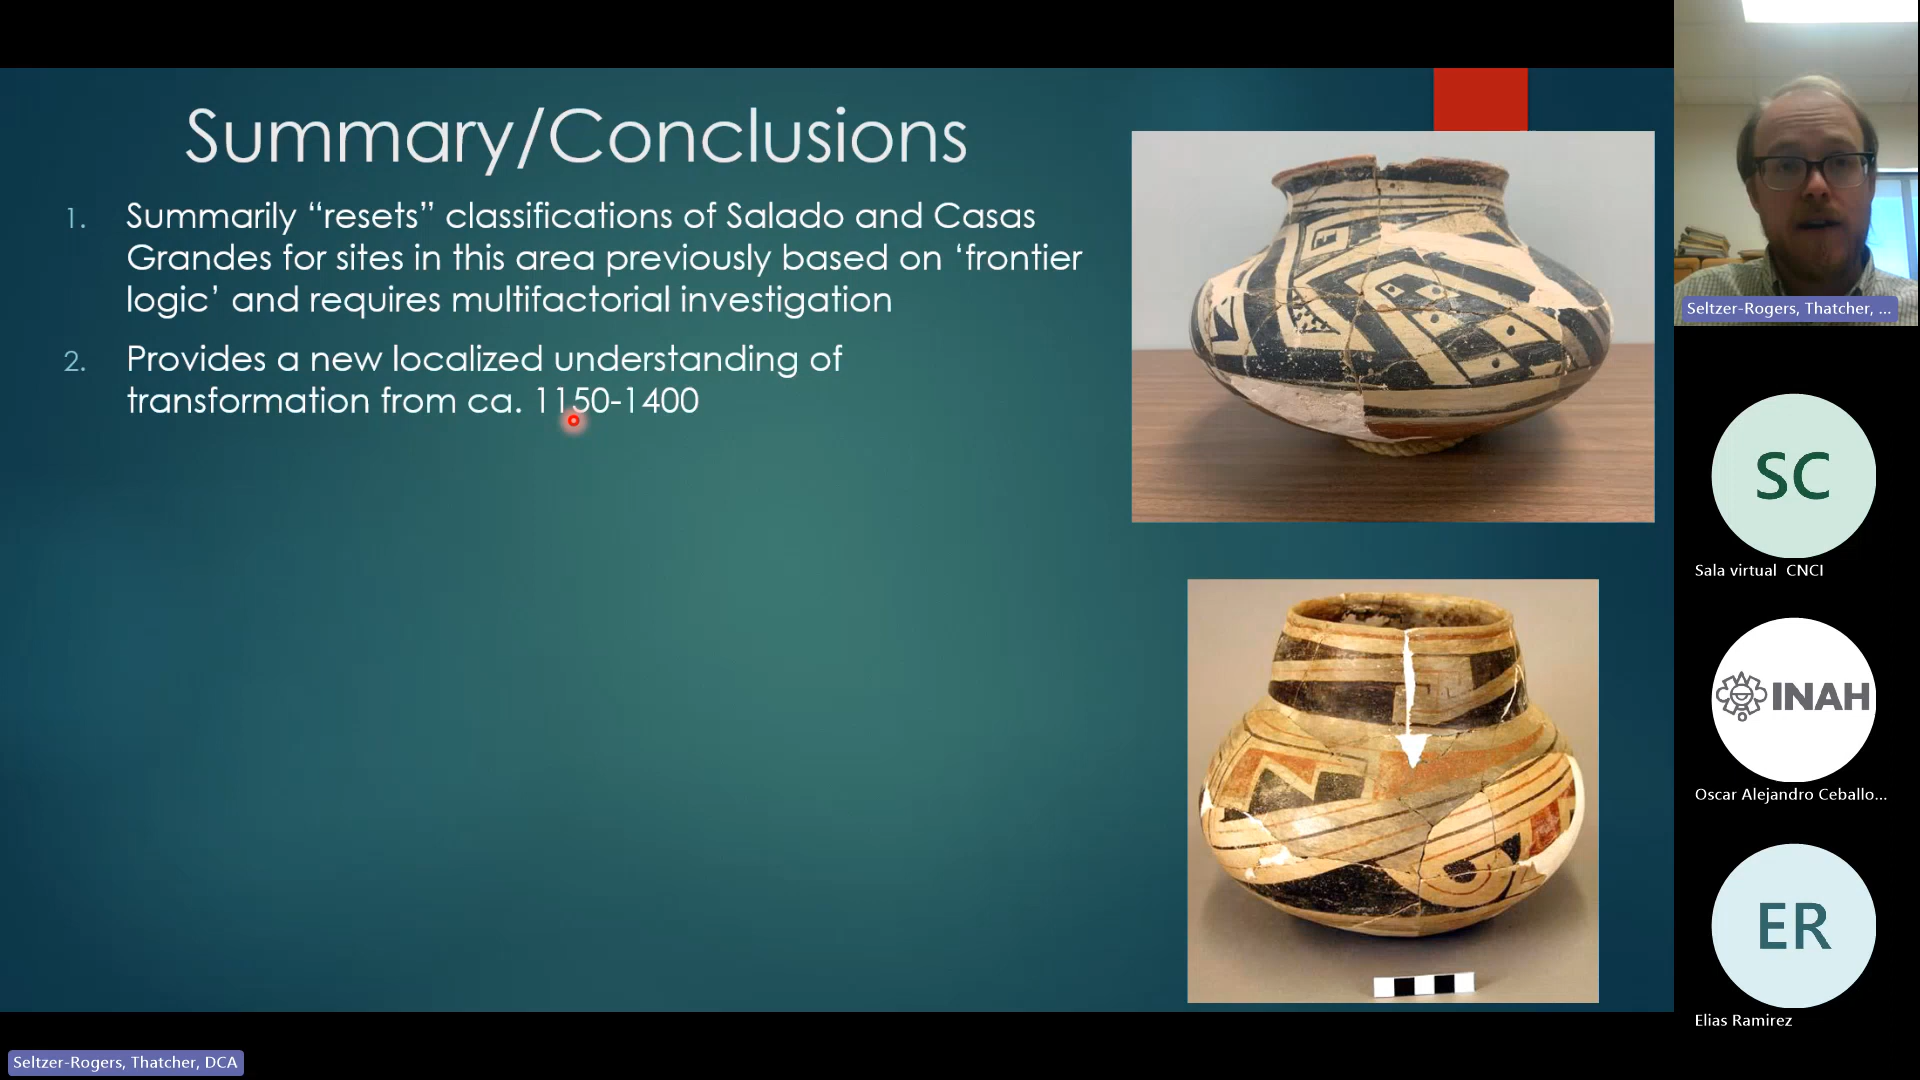 Summary/Conclusions
1. Summarily “resets” classifications of Salado and Casas
Grandes for sites in this area previously based on ‘frontier
logic’ and requires multifactorial investigation
2. Provides a new localized understanding of
transformation from ca. 1150-1400
Seltzer-Rogers, Thatcher, ...
SC
Sala virtual CNCI
INAH
Oscar Alejandro Ceballo...
ER
Elias Ramirez
Seltzer-Rogers, Thatcher, DCA